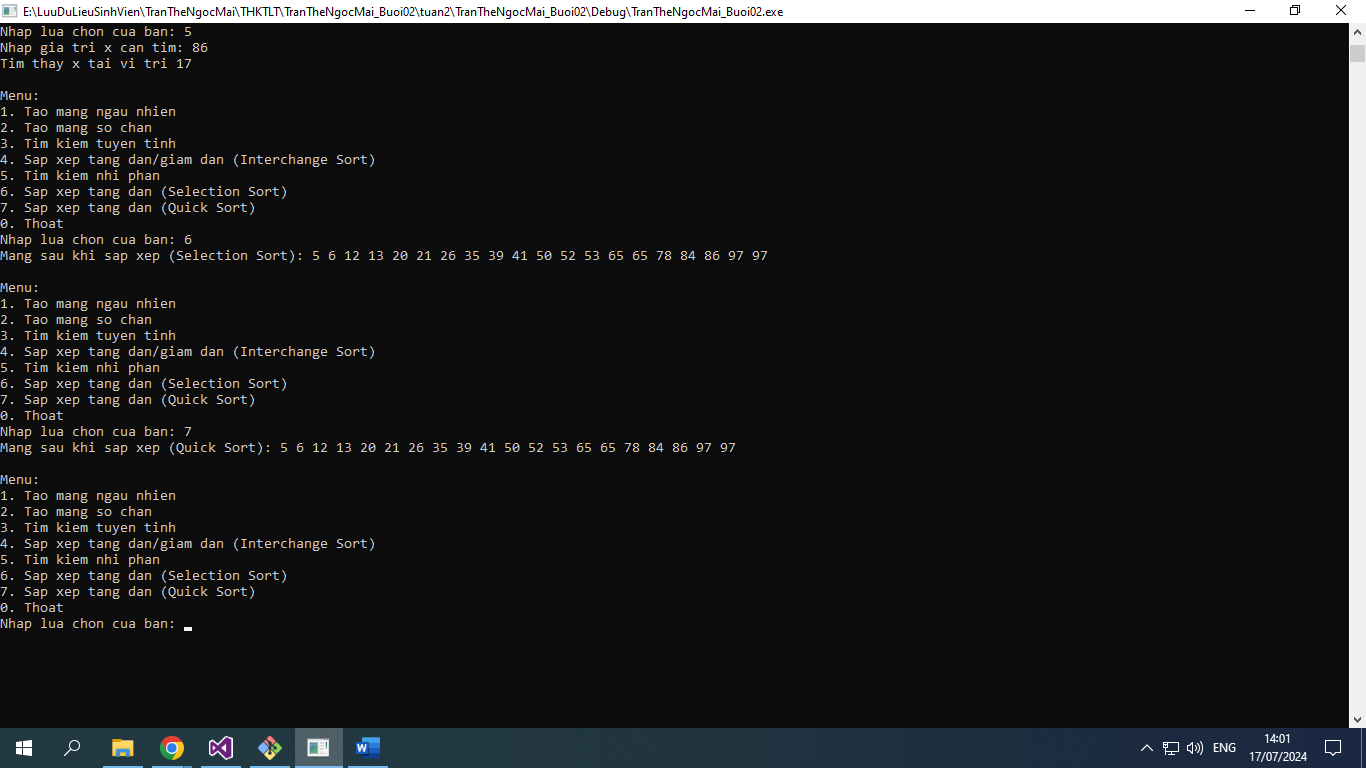 E:\LuuDuLieuSinhVien\TranTheNgocMai\THKTLT\TranTheNgocMai_Buoi02\tuan2\TranTheNgocMai_Buoi02\Debug\TranTheNgocMai_Buoi02.exe
Nhap lua chon cua ban: 5
Nhap gia tri x can tim: 86
Tim thay x tai vi tri 17

Menu:
1. Tao mang ngau nhien
2. Tao mang so chan
3. Tim kiem tuyen tinh
4. Sap xep tang dan/giam dan (Interchange Sort)
5. Tim kiem nhi phan
6. Sap xep tang dan (Selection Sort)
7. Sap xep tang dan (Quick Sort)
0. Thoat
Nhap lua chon cua ban: 6
Mang sau khi sap xep (Selection Sort): 5 6 12 13 20 21 26 35 39 41 50 52 53 65 65 78 84 86 97 97

Menu:
1. Tao mang ngau nhien
2. Tao mang so chan
3. Tim kiem tuyen tinh
4. Sap xep tang dan/giam dan (Interchange Sort)
5. Tim kiem nhi phan
6. Sap xep tang dan (Selection Sort)
7. Sap xep tang dan (Quick Sort)
0. Thoat
Nhap lua chon cua ban: 7
Mang sau khi sap xep (Quick Sort): 5 6 12 13 20 21 26 35 39 41 50 52 53 65 65 78 84 86 97 97

Menu:
1. Tao mang ngau nhien
2. Tao mang so chan
3. Tim kiem tuyen tinh
4. Sap xep tang dan/giam dan (Interchange Sort)
5. Tim kiem nhi phan
6. Sap xep tang dan (Selection Sort)
7. Sap xep tang dan (Quick Sort)
0. Thoat
Nhap lua chon cua ban:
ENG
14:01
17/07/2024